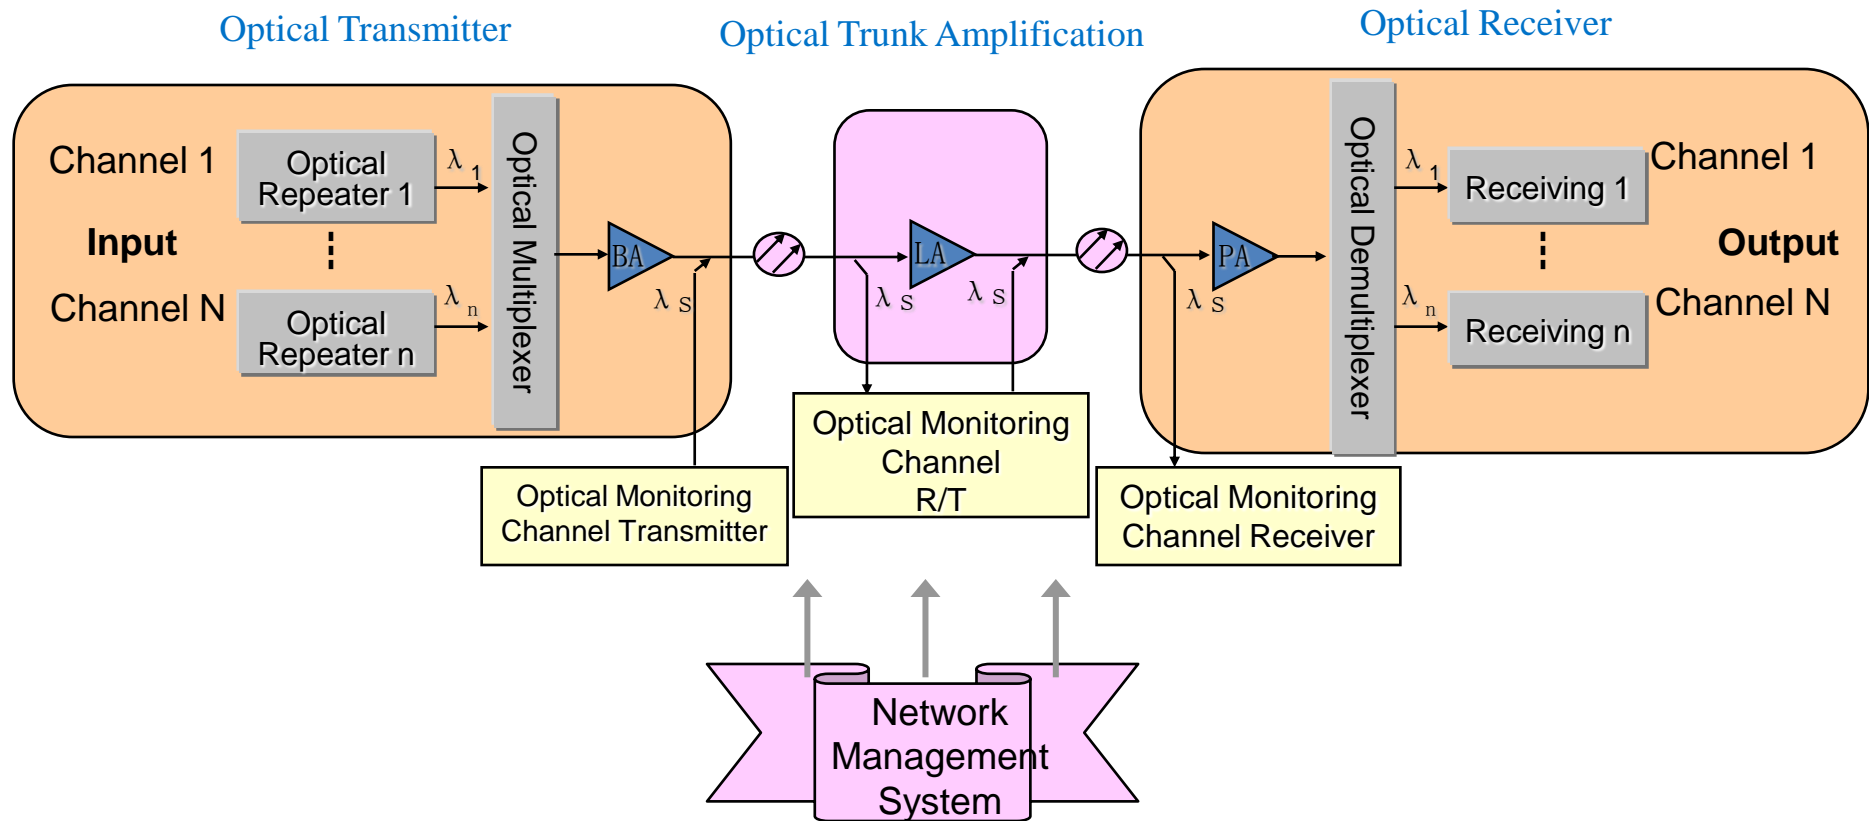 Optical Transmitter
Optical Trunk Amplification
Optical Receiver
Channel 1
Input
Channel N
Optical
Repeater 1
Optical
Repeater n
λ 1
λ n
Optical Multiplexer
BA
λ S
LA
λ S
λ S
PA
λ S
Optical Demultiplexer
λ 1
λ n
Receiving 1
Receiving n
Channel 1
Output
Channel N
Optical Monitoring
Channel Transmitter
Optical Monitoring
Channel
R/T
Optical Monitoring
Channel Receiver
Network
Management
System